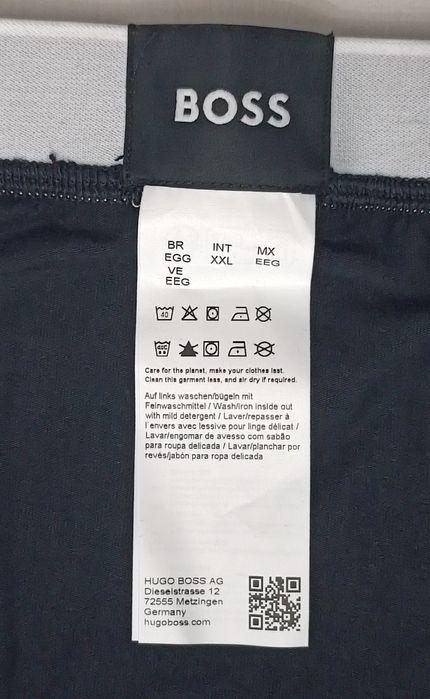 BOSS
BR INT MX
EGG XXL EEG
VE
EEG
40
40C
Care for the planet, make your clothes last.
Clean this garment less, and air dry if required.
Auf links waschen/bügeln mit
Feinwaschmittel / Wash/iron inside out
with mild detergent / Laver/repasser à
l'envers avec lessive pour linge délicat /
Lavar/engomar de avesso com sabão
para roupa delicada / Lavar/planchar por
revés/jabón para ropa delicada
HUGO BOSS AG
Dieselstrasse 12
72555 Metzingen
Germany
hugoboss.com